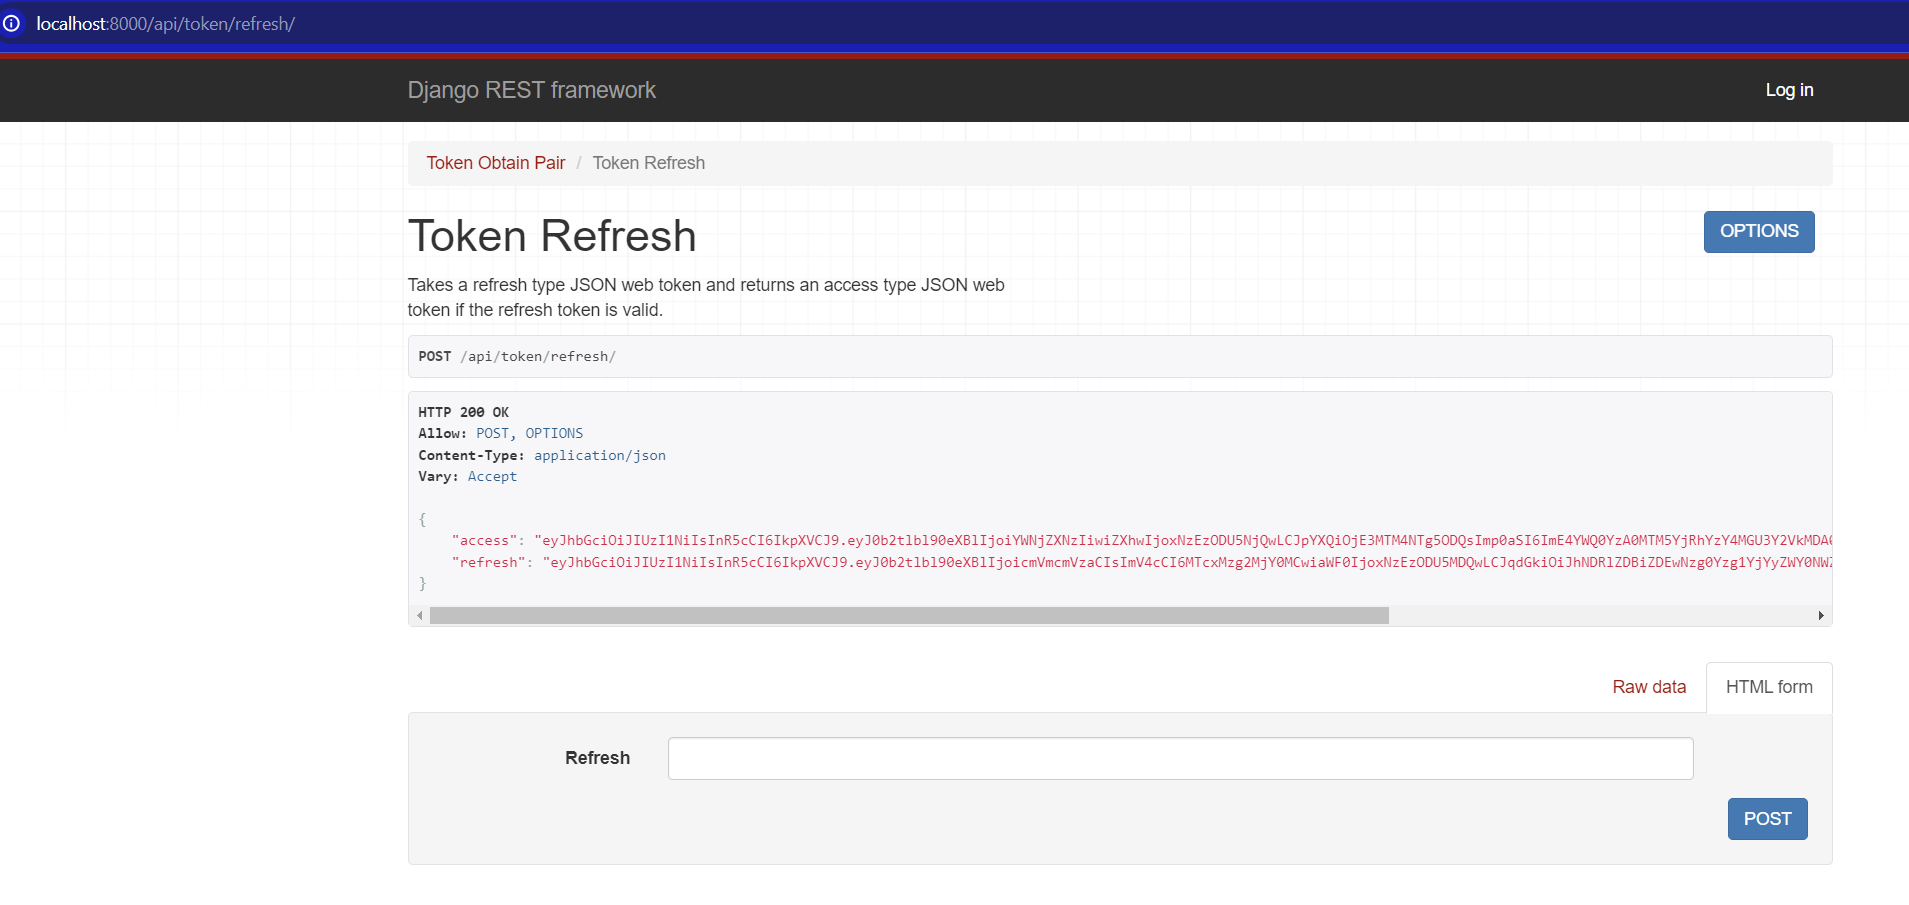 localhost:8000/api/token/refresh/
Django REST framework
Log in
Token Obtain Pair / Token Refresh
Token Refresh
OPTIONS
Takes a refresh type JSON web token and returns an access type JSON web
token if the refresh token is valid.
POST /api/token/refresh/
HTTP 200 OK
Allow: POST, OPTIONS
Content-Type: application/json
Vary: Accept
{
"access": "eyJhbGciOiJIUzI1NiIsInR5cCI6IkpXVCJ9.eyJ0b2tlbl90eXBlIjoiYWNjZXNzIiwiZXhwIjoxNzEzODU5NjQwLCJpYXQiOjE3MTM4NTg5ODQsImp0aSI6ImE4YWQ0YzA0MTM5YjRhYzY4MGU3Y2VkMDA
"refresh": "eyJhbGciOiJIUzI1NiIsInR5cCI6IkpXVCJ9.eyJ0b2tlbl90eXBlIjoicmVmcmVzaCIsImV4cCI6MTcxMzg2MjY0MCwiaWF0IjoxNzEzODU5MDQwLCJqdGkiOiJhNDRlZDBiZDEwNzg0Yzg1YjYyZWY0NW
}
Raw data
HTML form
Refresh
POST